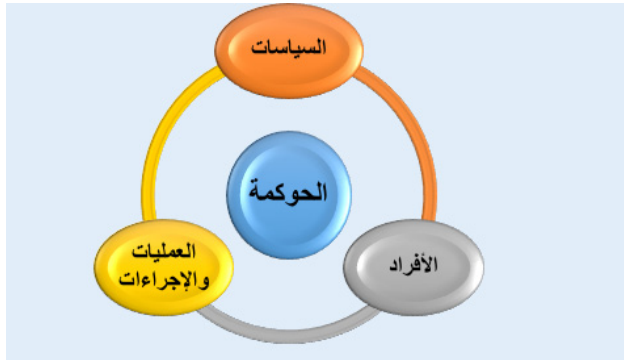 السياسات
الحوكمة
العمليات
والإجراءات
الأفراد